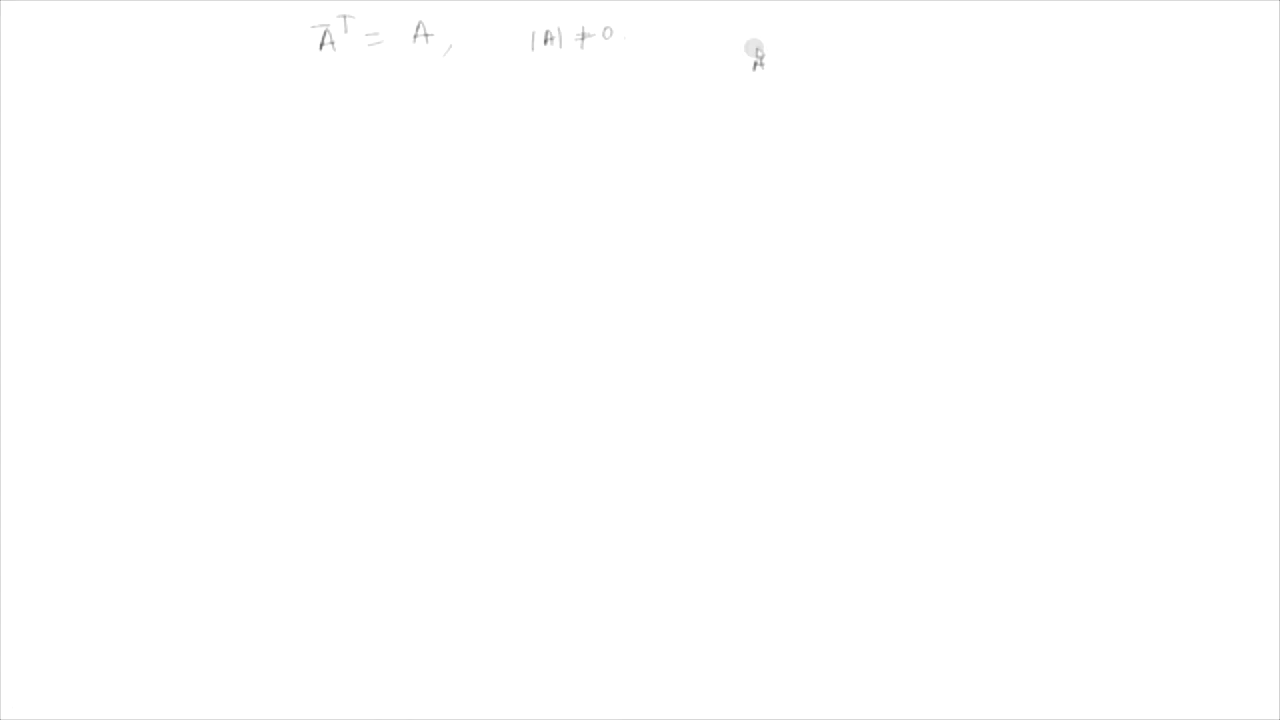 A̅ᵀ = A, |A| ≠ 0.